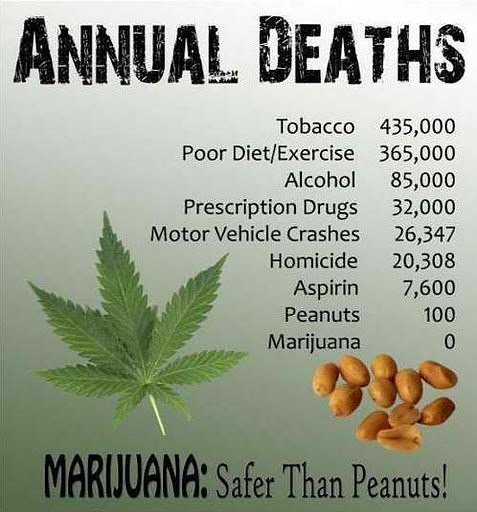 ANNUAL DEATHS
Tobacco 435,000
Poor Diet/Exercise 365,000
Alcohol 85,000
Prescription Drugs 32,000
Motor Vehicle Crashes 26,347
Homicide 20,308
Aspirin 7,600
Peanuts 100
Marijuana 0
MARIJUANA: Safer Than Peanuts!